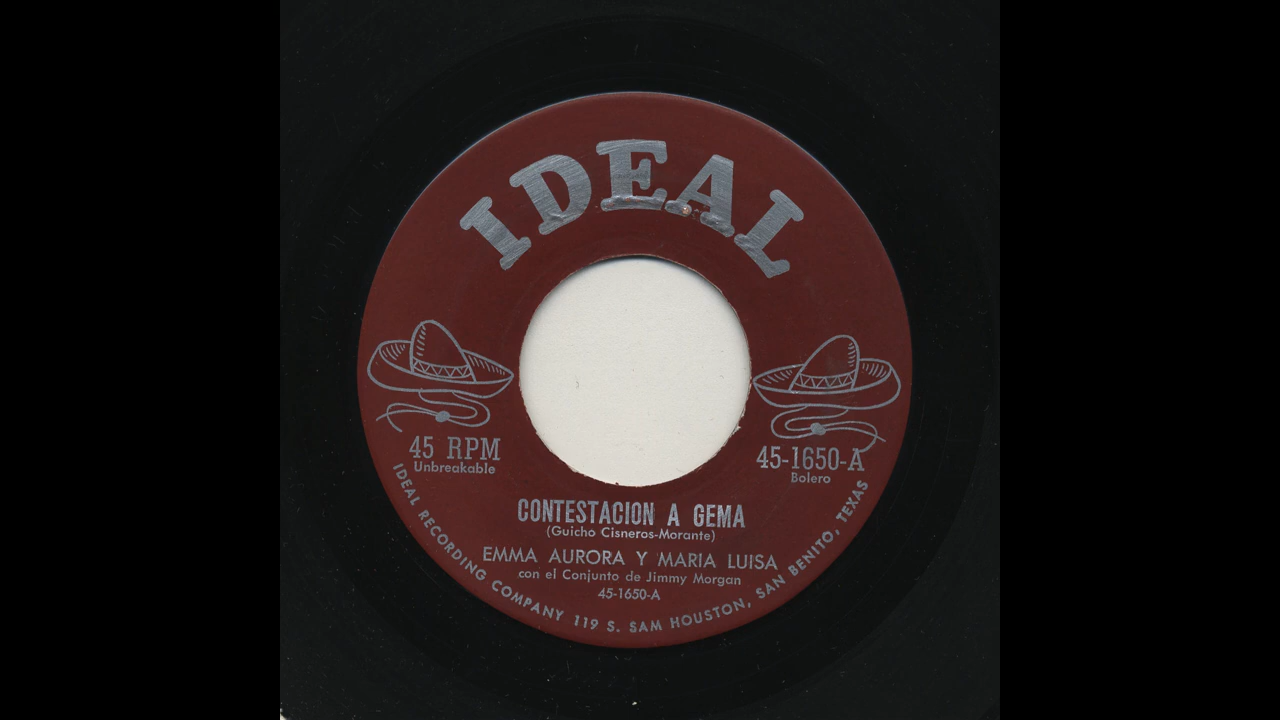 IDEAL
45 RPM
Unbreakable
45-1650-A
Bolero
CONTESTACION A GEMA
(Guicho Cisneros-Morante)
EMMA AURORA Y MARIA LUISA
con el Conjunto de Jimmy Morgan
45-1650-A
IDEAL RECORDING COMPANY 119 S. SAM HOUSTON, SAN BENITO, TEXAS